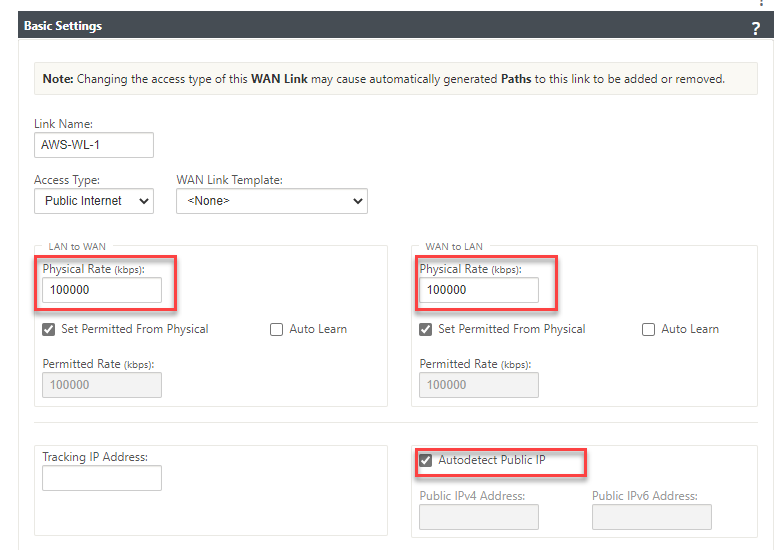 Basic Settings
?
Note: Changing the access type of this WAN Link may cause automatically generated Paths to this link to be added or removed.
Link Name:
AWS-WL-1
Access Type: WAN Link Template:
Public Internet <None>
LAN to WAN WAN to LAN
Physical Rate (kbps): Physical Rate (kbps):
100000 100000
Set Permitted From Physical Auto Learn Set Permitted From Physical Auto Learn
Permitted Rate (kbps): Permitted Rate (kbps):
100000 100000
Tracking IP Address: Autodetect Public IP
Public IPv4 Address: Public IPv6 Address: